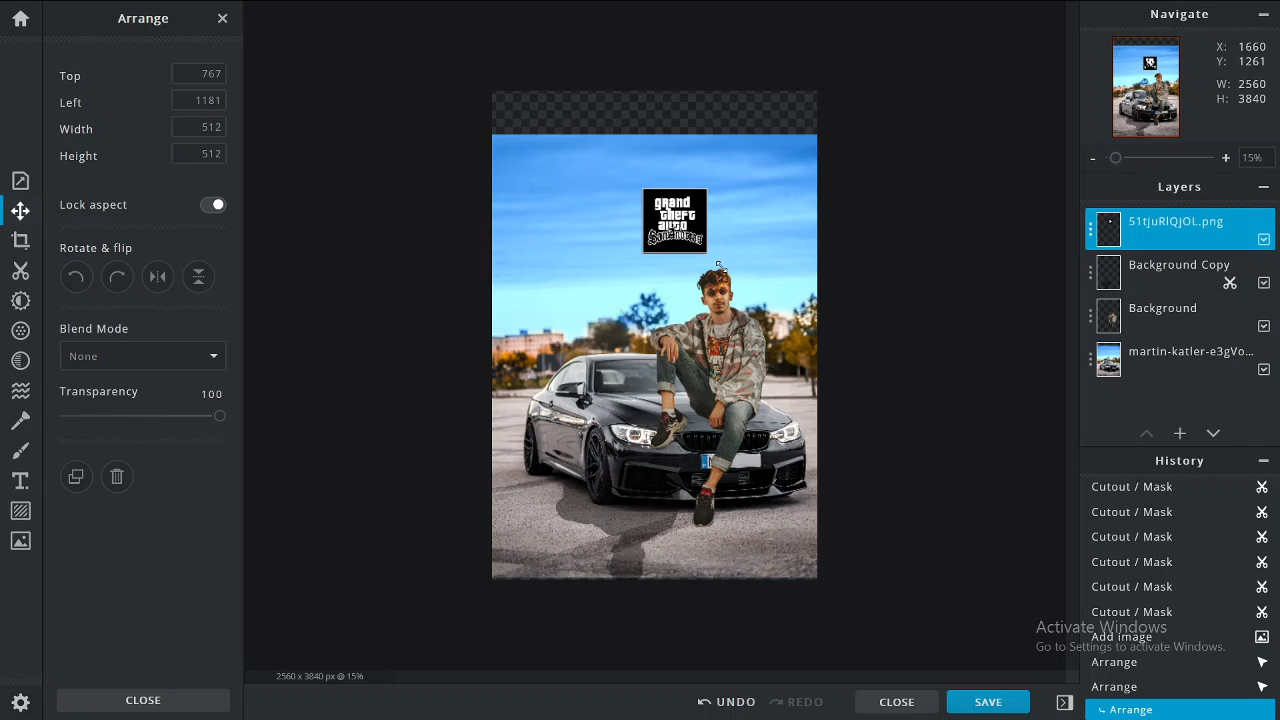 Arrange
Top 767
Left 1181
Width 512
Height 512
Lock aspect
Rotate & flip
Blend Mode
None
Transparency 100
CLOSE
grand
theft
auto
San Andreas
2560 x 3840 px @ 15%
UNDO REDO CLOSE SAVE
Navigate
X: 1660
Y: 1261
W: 2560
H: 3840
- + 15%
Layers
51tjuRlQJOL.png
Background Copy
Background
martin-katler-e3gVo...
History
Cutout / Mask
Cutout / Mask
Cutout / Mask
Cutout / Mask
Cutout / Mask
Cutout / Mask
Add image
Arrange
Arrange
Arrange
Activate Windows
Go to Settings to activate Windows.